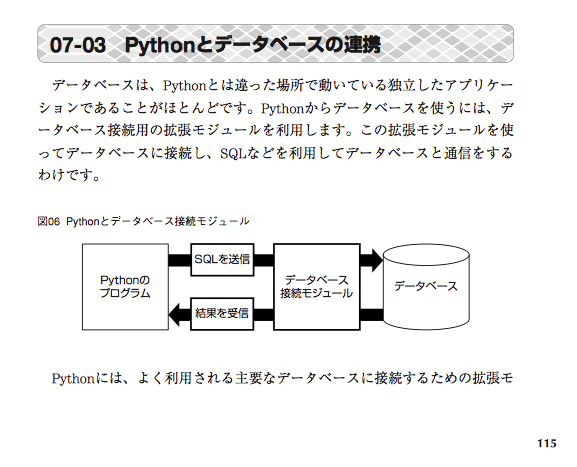 07-03 Pythonとデータベースの連携
データベースは、Pythonとは違った場所で動いている独立したアプリケー
ションであることがほとんどです。Pythonからデータベースを使うには、デ
ータベース接続用の拡張モジュールを利用します。この拡張モジュールを使
ってデータベースに接続し、SQLなどを利用してデータベースと通信をする
わけです。
図06 Pythonとデータベース接続モジュール
Pythonの
プログラム
SQLを送信
結果を受信
データベース
接続モジュール
データベース
Pythonには、よく利用される主要なデータベースに接続するための拡張モ
115